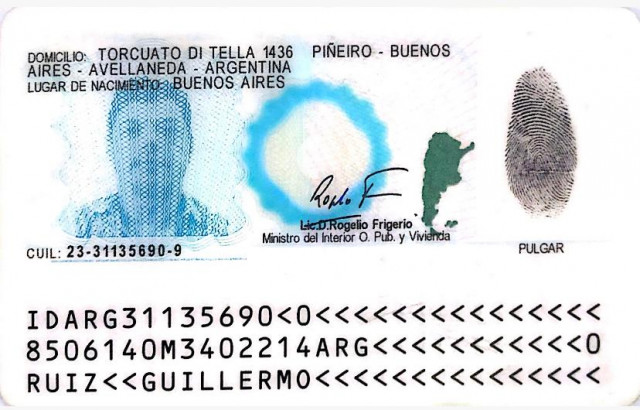 DOMICILIO: TORCUATO DI TELLA 1436 PIÑEIRO - BUENOS
AIRES - AVELLANEDA - ARGENTINA
LUGAR DE NACIMIENTO: BUENOS AIRES
Lic.D.Rogelio Frigerio
Ministro del Interior O. Pub. y Vivienda
CUIL: 23-31135690-9
PULGAR
IDARG31135690<0<<<<<<<<<<<<<<<
8506140M3402214ARG<<<<<<<<<<<0
RUIZ<<GUILLERMO<<<<<<<<<<<<<<<